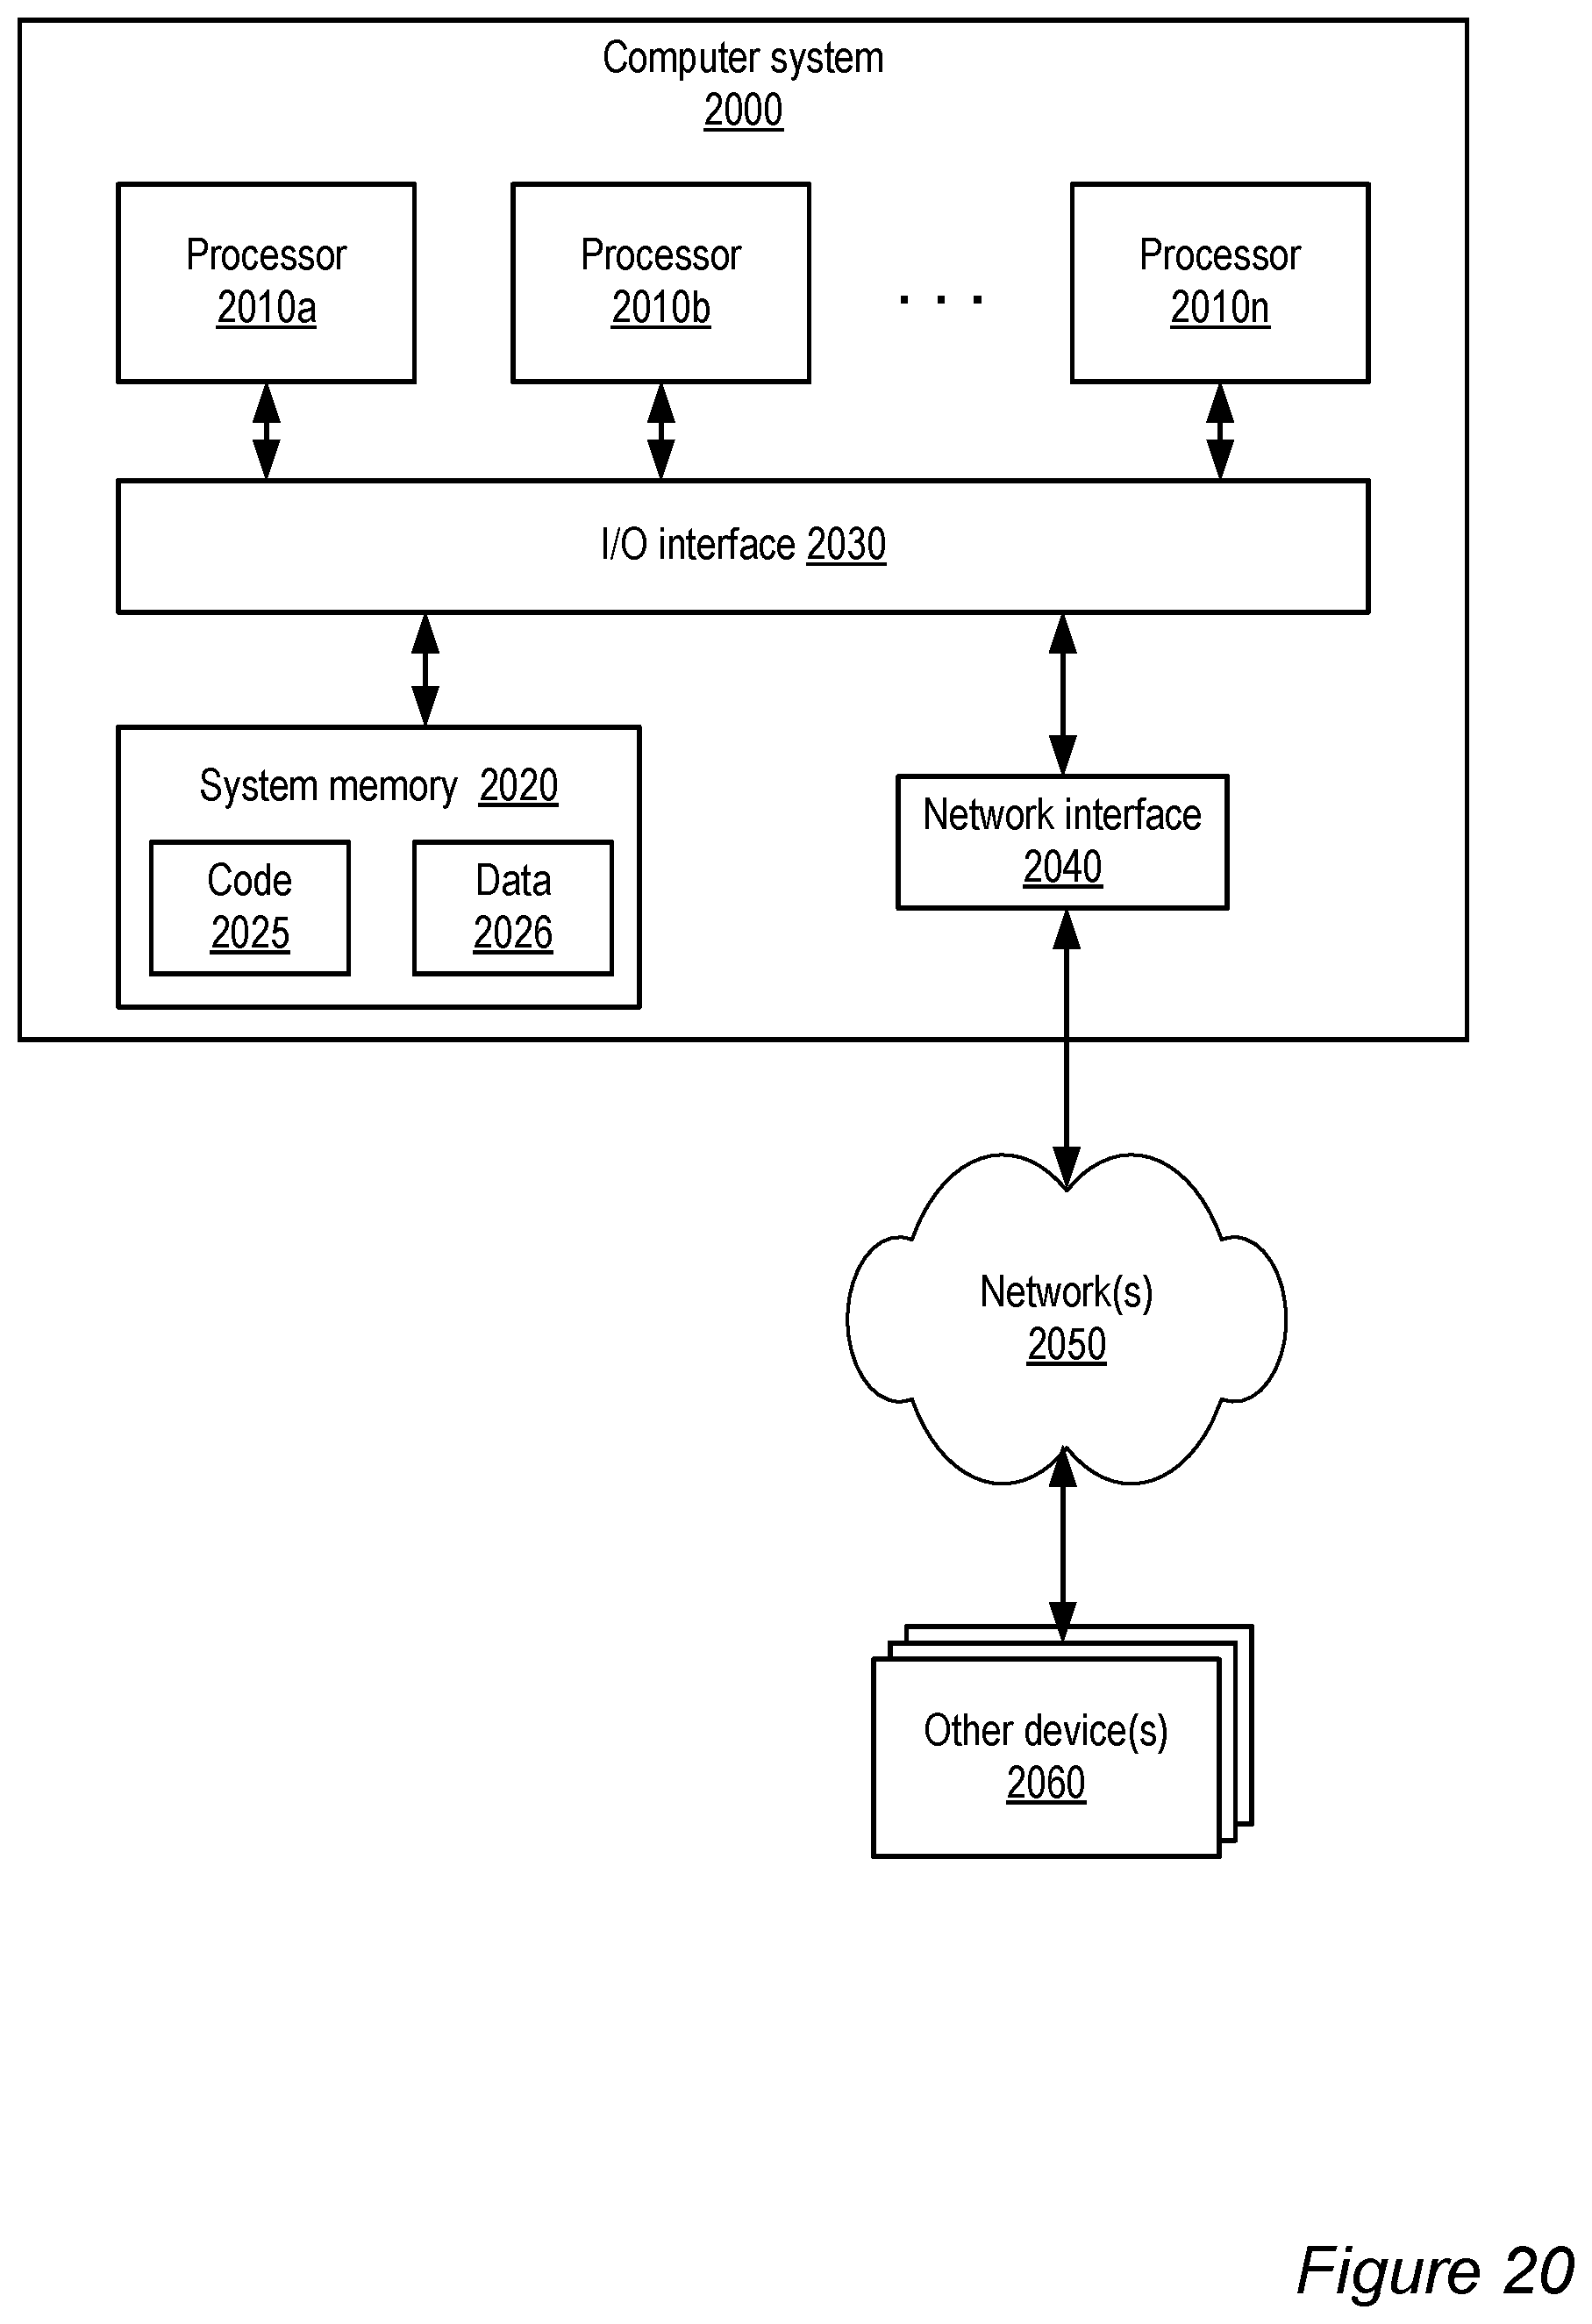 Computer system
2000
Processor
2010a
Processor
2010b
. . .
Processor
2010n
I/O interface 2030
System memory 2020
Code
2025
Data
2026
Network interface
2040
Network(s)
2050
Other device(s)
2060
Figure 20